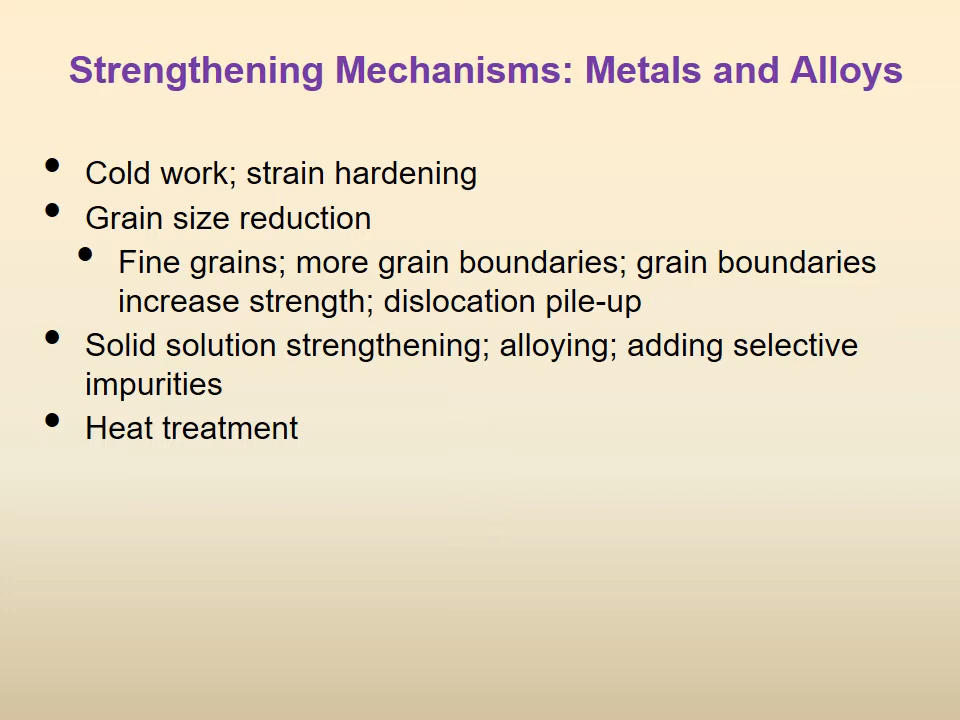 Strengthening Mechanisms: Metals and Alloys
• Cold work; strain hardening
• Grain size reduction
• Fine grains; more grain boundaries; grain boundaries
increase strength; dislocation pile-up
• Solid solution strengthening; alloying; adding selective
impurities
• Heat treatment